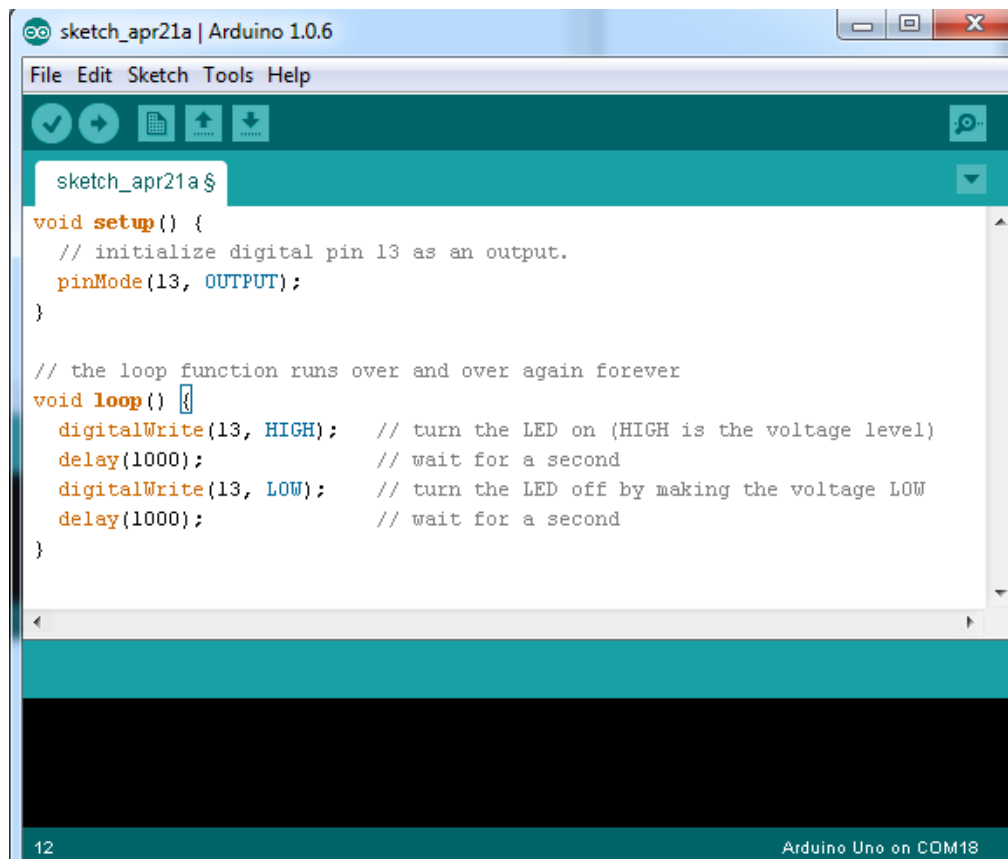 sketch_apr21a | Arduino 1.0.6
File Edit Sketch Tools Help
sketch_apr21a §
void setup() {
  // initialize digital pin 13 as an output.
  pinMode(13, OUTPUT);
}

// the loop function runs over and over again forever
void loop() {
  digitalWrite(13, HIGH);   // turn the LED on (HIGH is the voltage level)
  delay(1000);              // wait for a second
  digitalWrite(13, LOW);    // turn the LED off by making the voltage LOW
  delay(1000);              // wait for a second
}
12 Arduino Uno on COM18